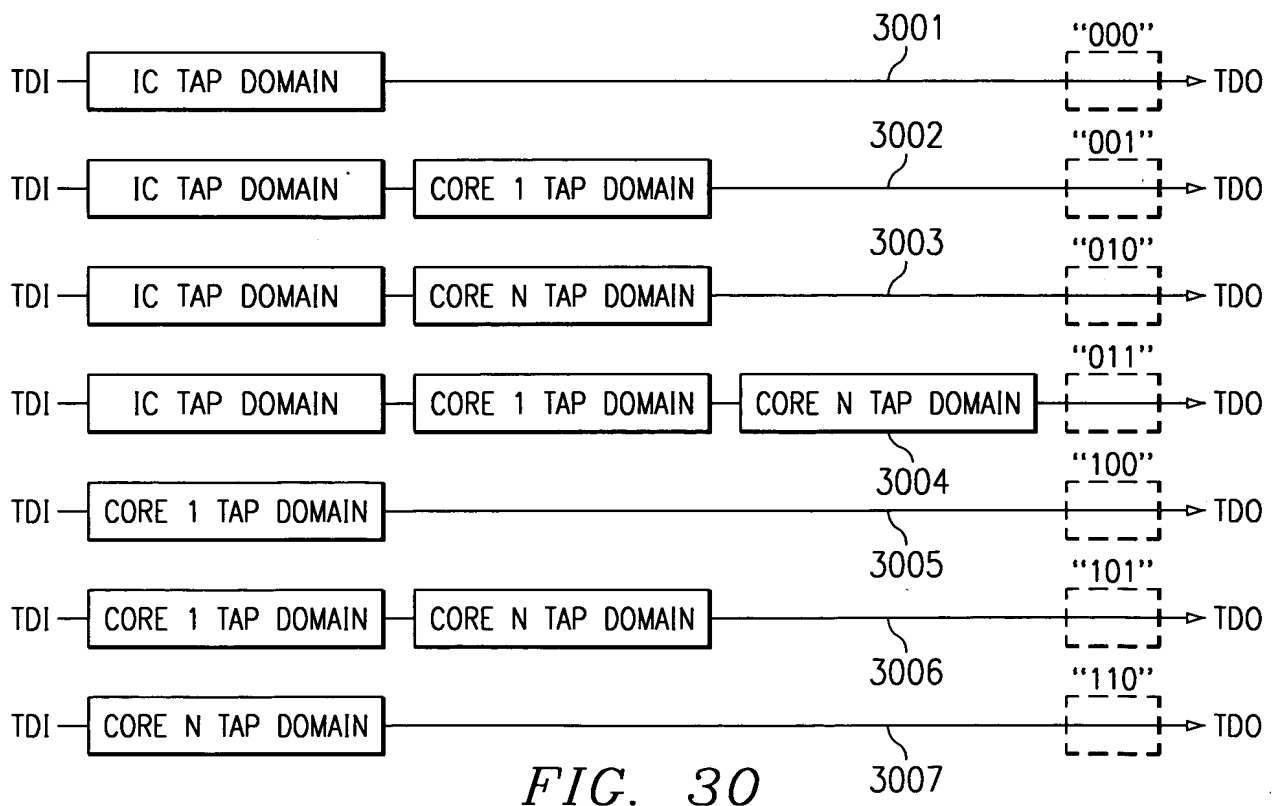 3001 "000"
TDI IC TAP DOMAIN TDO
3002 "001"
TDI IC TAP DOMAIN CORE 1 TAP DOMAIN TDO
3003 "010"
TDI IC TAP DOMAIN CORE N TAP DOMAIN TDO
"011"
TDI IC TAP DOMAIN CORE 1 TAP DOMAIN CORE N TAP DOMAIN TDO
3004 "100"
TDI CORE 1 TAP DOMAIN TDO
3005 "101"
TDI CORE 1 TAP DOMAIN CORE N TAP DOMAIN TDO
3006 "110"
TDI CORE N TAP DOMAIN TDO
3007
FIG. 30